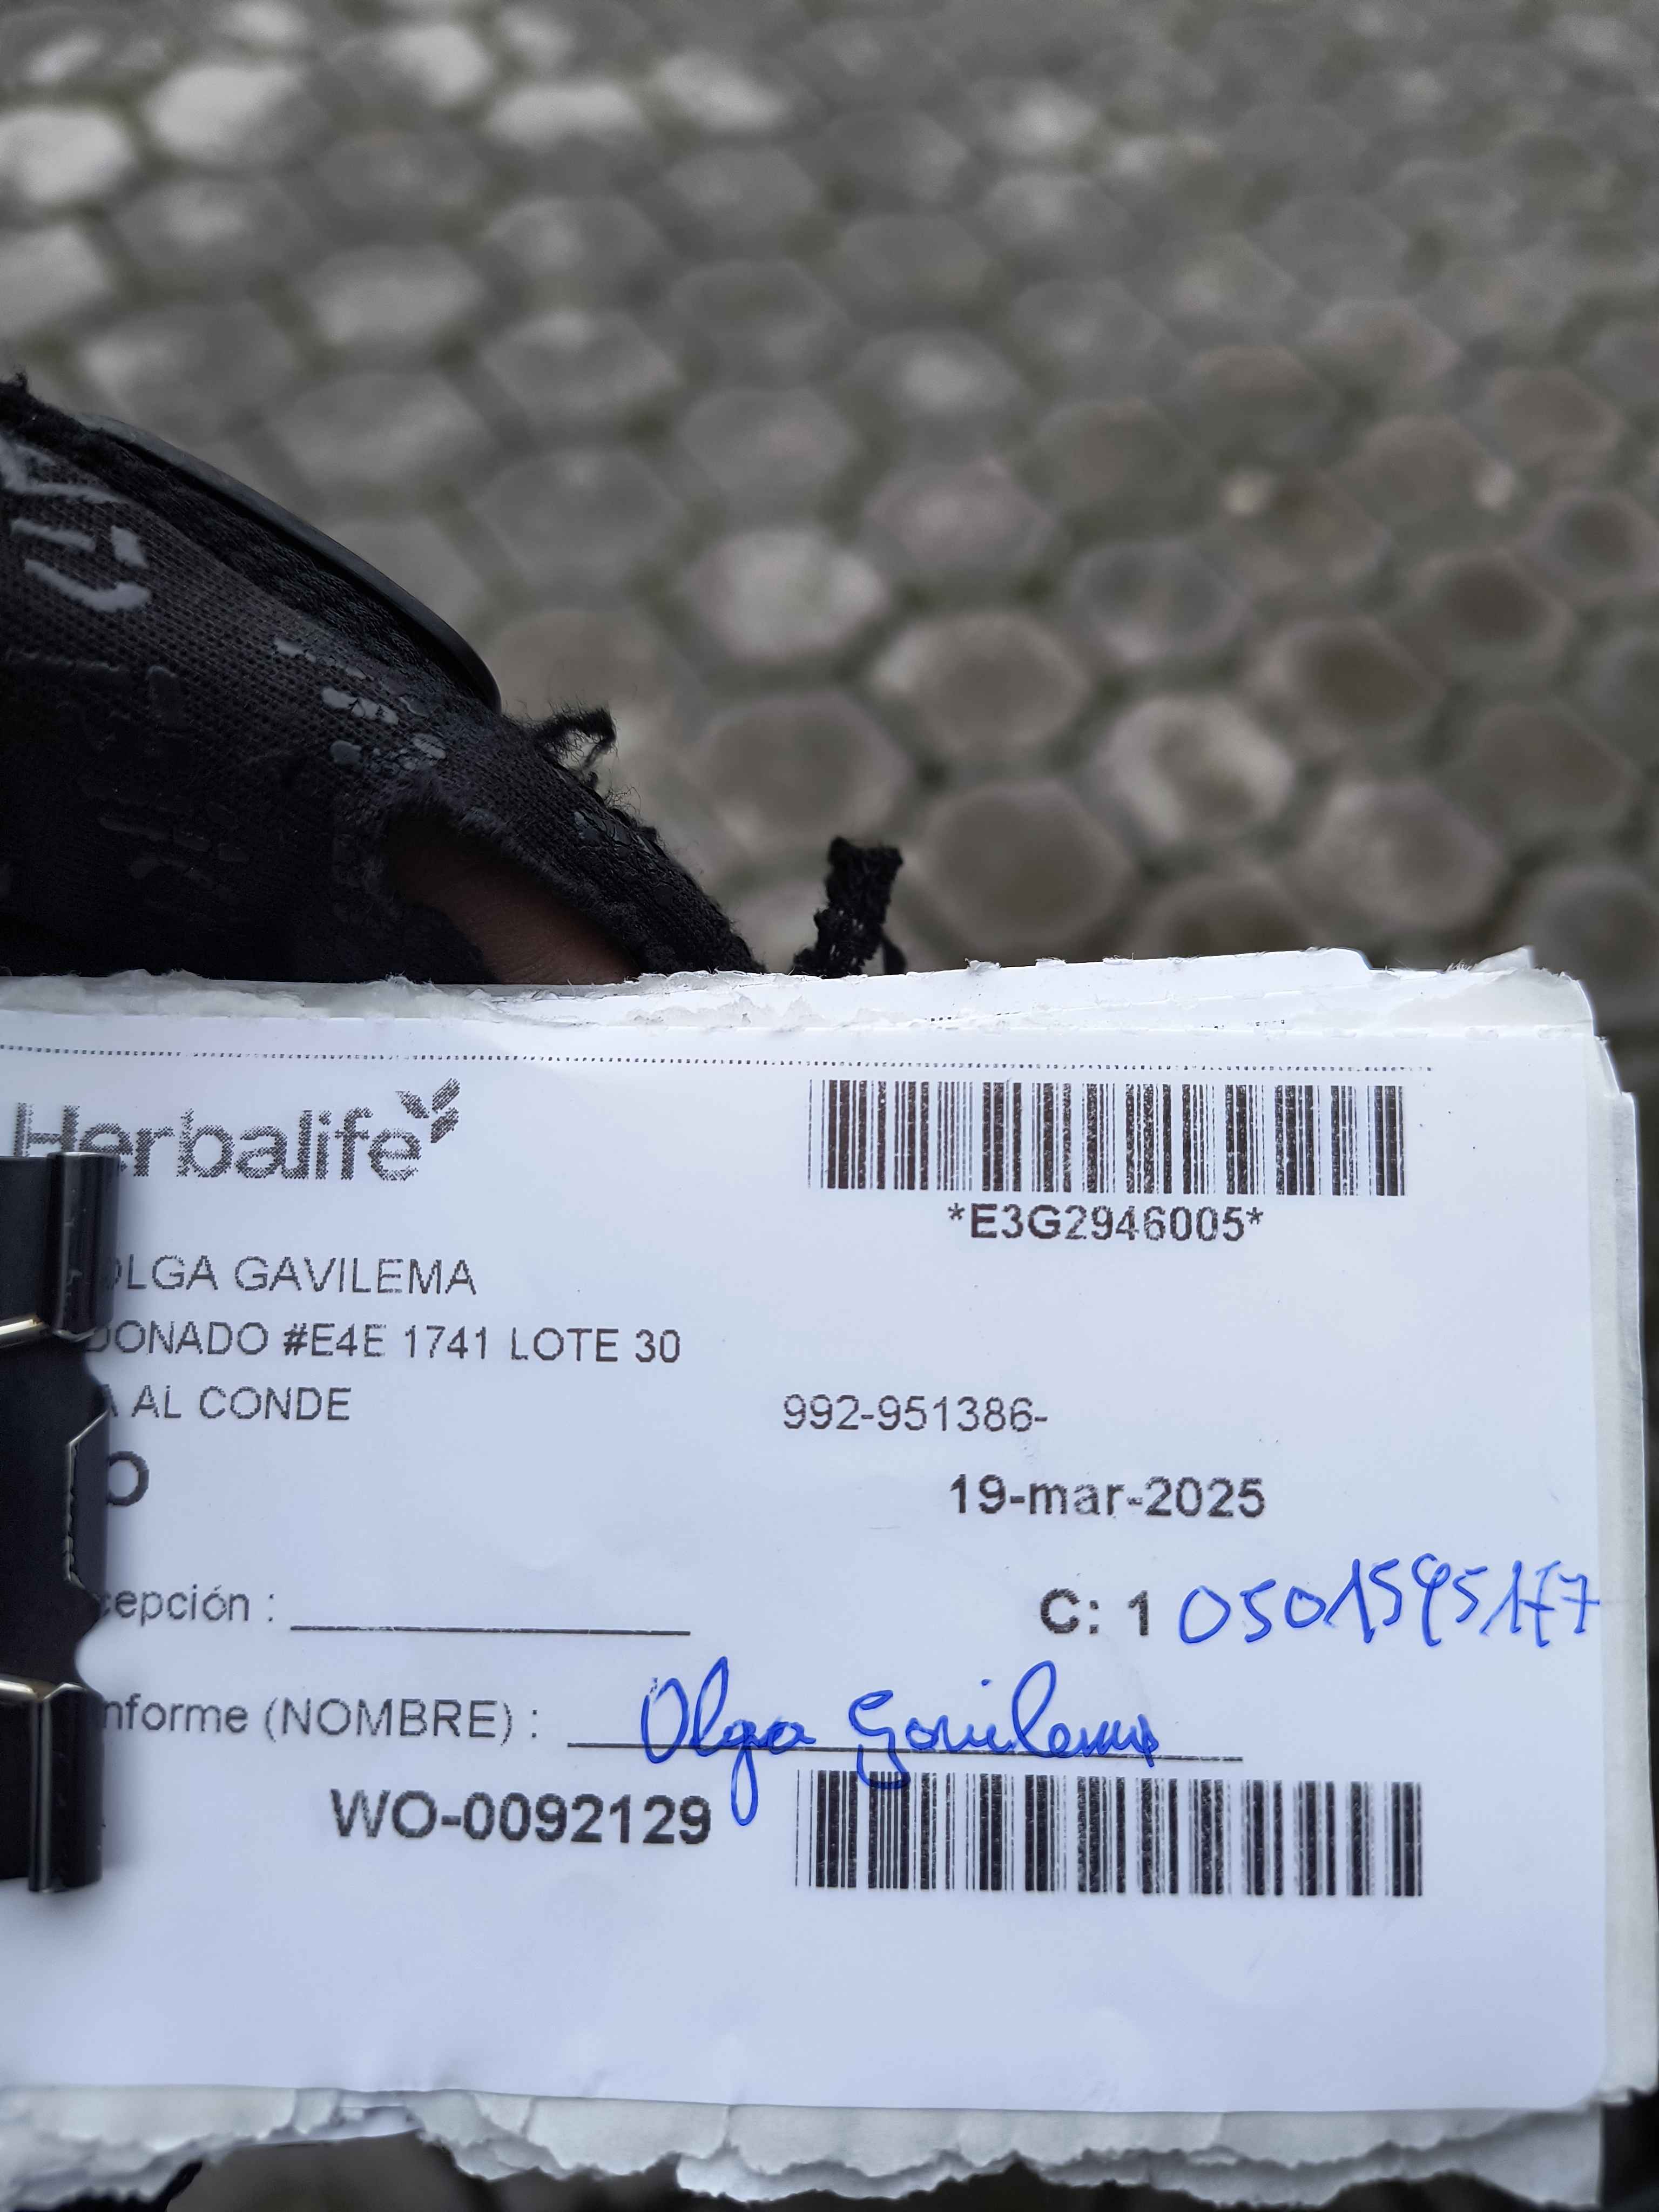 Herbalife
*E3G2946005*
OLGA GAVILEMA
DONADO #E4E 1741 LOTE 30
A AL CONDE
992-951386-
O
19-mar-2025
cepción : ____________
C: 1 0501595177
nforme (NOMBRE) : Olga Gavilema
WO-0092129